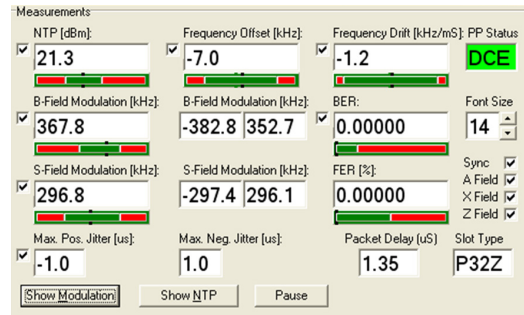 Measurements
NTP [dBm]: Frequency Offset [kHz]: Frequency Drift [kHz/mS]: PP Status
21.3 -7.0 -1.2 DCE
B-Field Modulation [kHz]: B-Field Modulation [kHz]: BER: Font Size
367.8 -382.8 352.7 0.00000 14
S-Field Modulation [kHz]: S-Field Modulation [kHz]: FER [%]: Sync
A Field
296.8 -297.4 296.1 0.00000 X Field
Z Field
Max. Pos. Jitter [us]: Max. Neg. Jitter [us]: Packet Delay (uS) Slot Type
-1.0 1.0 1.35 P32Z
Show Modulation Show NTP Pause